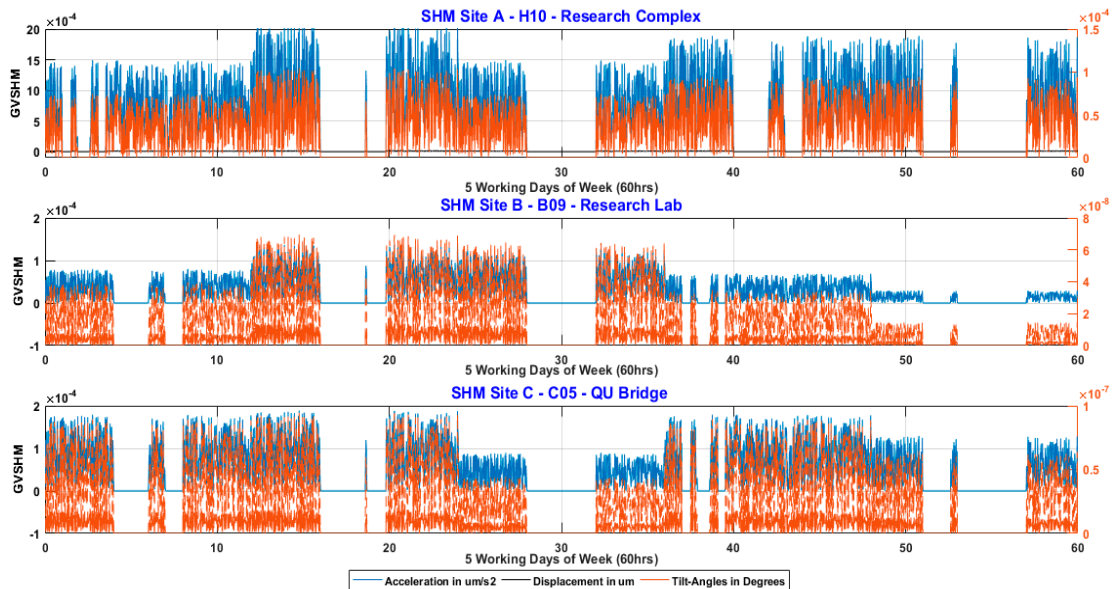 SHM Site A - H10 - Research Complex
×10⁻⁴
×10⁻⁴
20
15
10
5
0
GVSHM
1.5
1
0.5
0
0 10 20 30 40 50 60
5 Working Days of Week (60hrs)
SHM Site B - B09 - Research Lab
×10⁻⁴
×10⁻⁸
2
1
0
-1
GVSHM
8
6
4
2
0
0 10 20 30 40 50 60
5 Working Days of Week (60hrs)
SHM Site C - C05 - QU Bridge
×10⁻⁴
×10⁻⁷
2
1
0
-1
GVSHM
1
0.5
0
0 10 20 30 40 50 60
5 Working Days of Week (60hrs)
Acceleration in um/s2 Displacement in um Tilt-Angles in Degrees